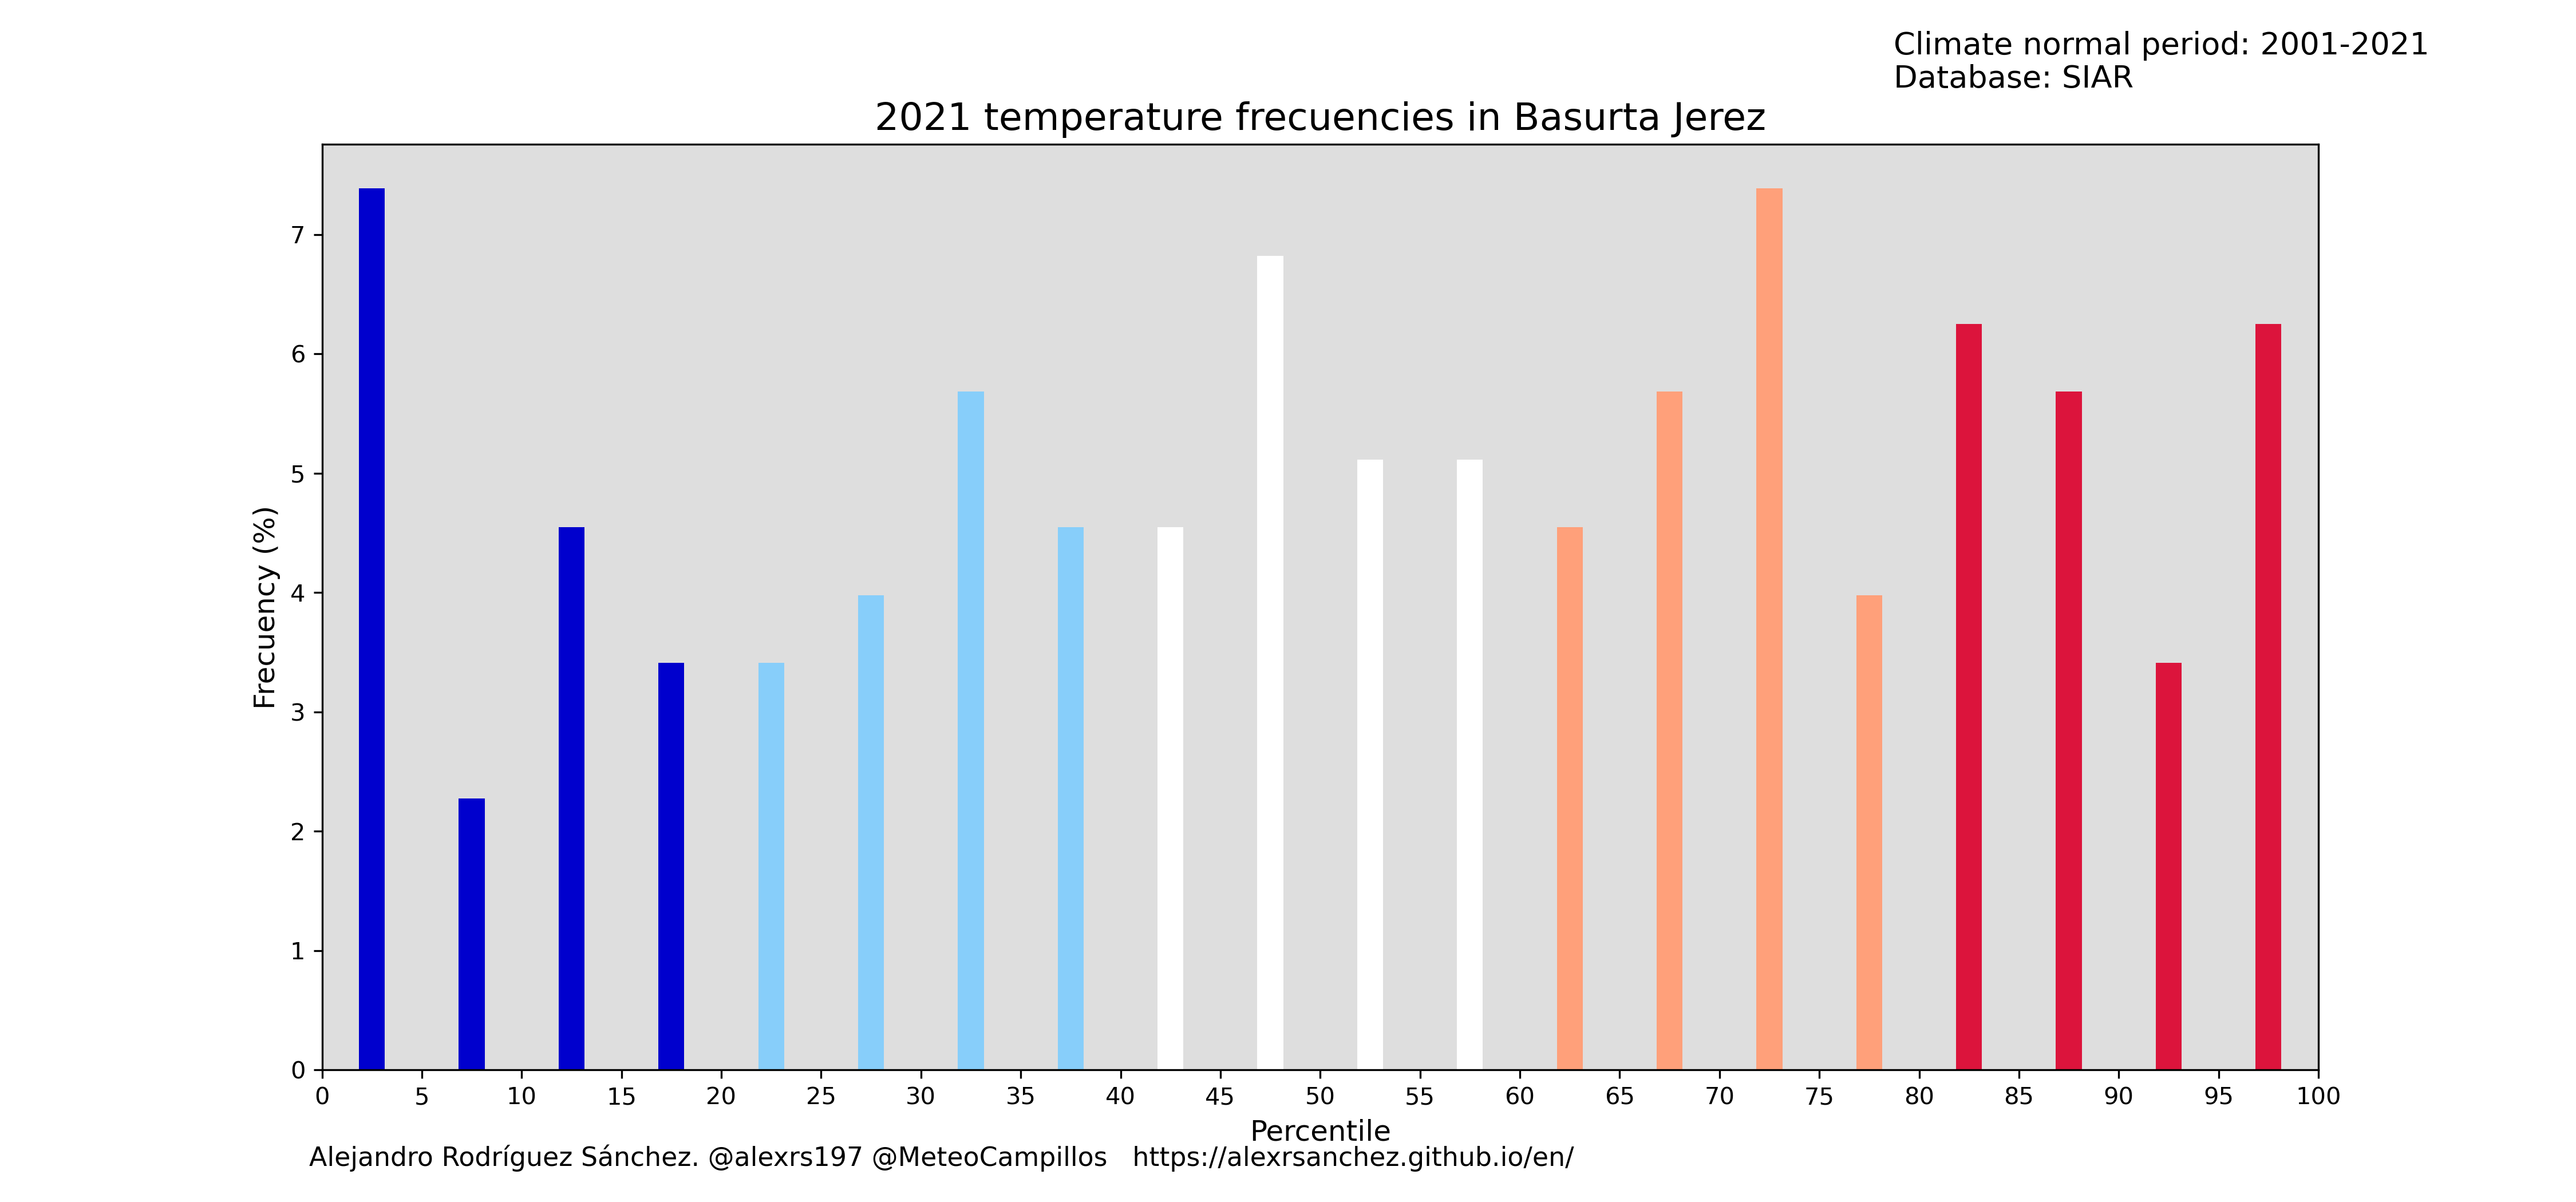 Climate normal period: 2001-2021
Database: SIAR
2021 temperature frecuencies in Basurta Jerez
7
6
5
4
3
2
1
0
Frecuency (%)
0 5 10 15 20 25 30 35 40 45 50 55 60 65 70 75 80 85 90 95 100
Percentile
Alejandro Rodríguez Sánchez. @alexrs197 @MeteoCampillos https://alexrsanchez.github.io/en/